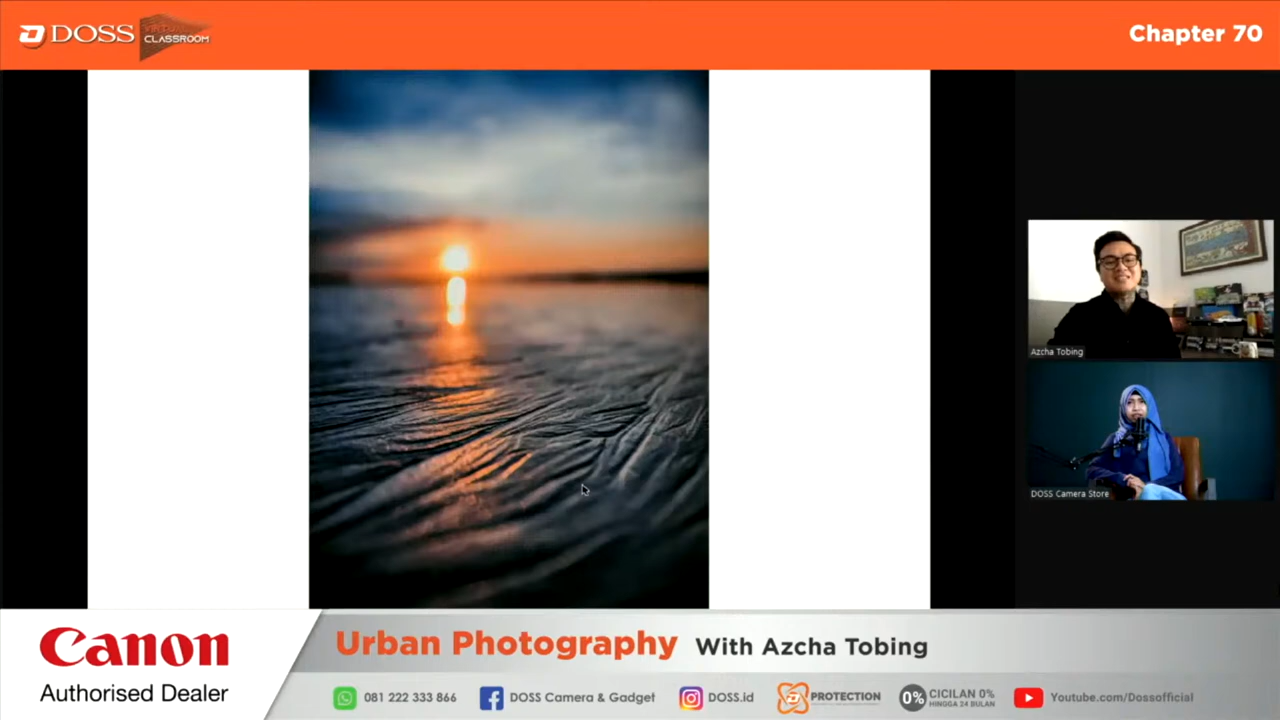 DOSS
VIRTUAL
CLASSROOM
Chapter 70
Azcha Tobing
DOSS Camera Store
Canon
Authorised Dealer
Urban Photography With Azcha Tobing
081 222 333 866
DOSS Camera & Gadget
DOSS.id
PROTECTION
0%
CICILAN 0%
HINGGA 24 BULAN
Youtube.com/Dossofficial